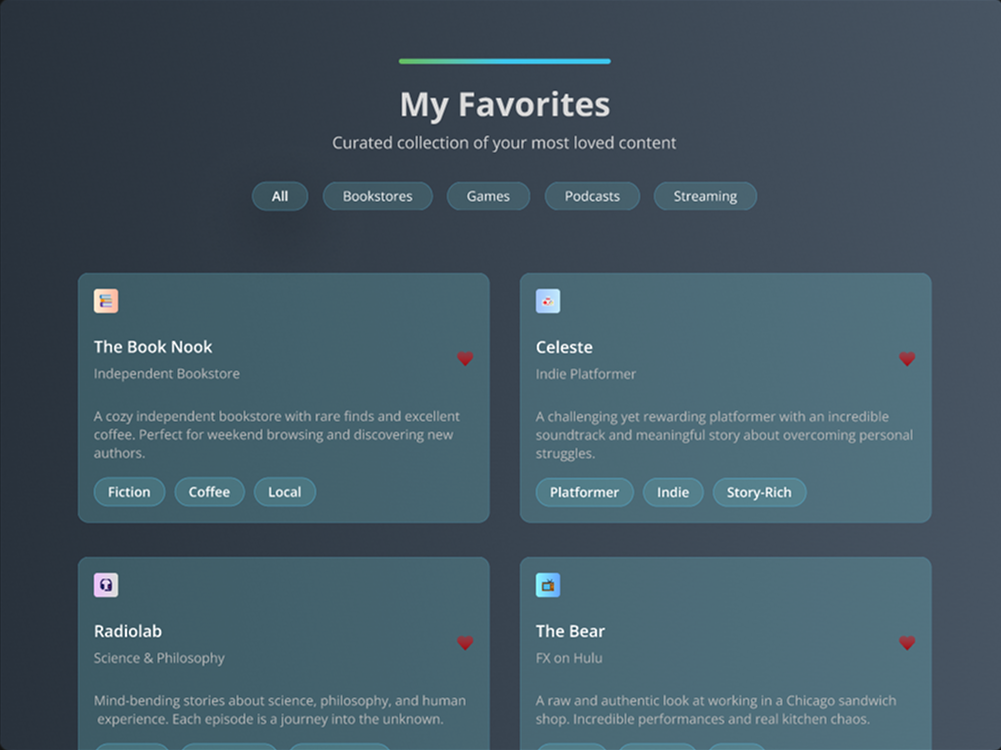 My Favorites
Curated collection of your most loved content
All
Bookstores
Games
Podcasts
Streaming
The Book Nook
Independent Bookstore
A cozy independent bookstore with rare finds and excellent
coffee. Perfect for weekend browsing and discovering new
authors.
Fiction
Coffee
Local
Celeste
Indie Platformer
A challenging yet rewarding platformer with an incredible
soundtrack and meaningful story about overcoming personal
struggles.
Platformer
Indie
Story-Rich
Radiolab
Science & Philosophy
Mind-bending stories about science, philosophy, and human
experience. Each episode is a journey into the unknown.
The Bear
FX on Hulu
A raw and authentic look at working in a Chicago sandwich
shop. Incredible performances and real kitchen chaos.